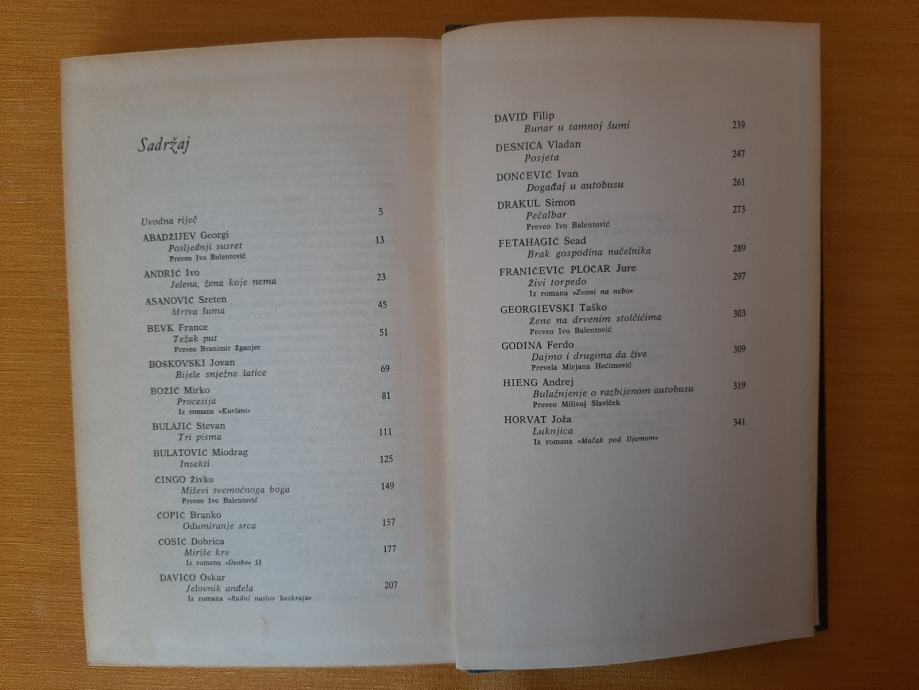 Sadržaj
Uvodna riječ 5
ABADŽIJEV Georgi
Posljednji susret 13
Preveo Ivo Balentović
ANDRIĆ Ivo
Jelena, žena koje nema 23
ASANOVIĆ Sreten
Mrtva šuma 45
BEVK France
Težak put 51
Preveo Branimir Žganjer
BOŠKOVSKI Jovan
Bijele snježne latice 69
BOŽIĆ Mirko
Procesija 81
Iz romana »Kurlani«
BULAJIĆ Stevan
Tri pisma 111
BULATOVIĆ Miodrag
Insekti 125
ČINGO Živko
Miševi svemoćnoga boga 149
Preveo Ivo Balentović
ĆOPIĆ Branko
Odumiranje srca 157
ĆOSIĆ Dobrica
Miriše krv 177
Iz romana »Deobe« II
DAVIČO Oskar
Jelovnik anđela 207
Iz romana »Radni naslov beskraja«
DAVID Filip
Bunar u tamnoj šumi 239
DESNICA Vladan
Posjeta 247
DONČEVIĆ Ivan
Događaj u autobusu 261
DRAKUL Simon
Pečalbar 273
Preveo Ivo Balentović
FETAHAGIĆ Sead
Brak gospodina načelnika 289
FRANIČEVIĆ PLOČAR Jure
Živi torpedo 297
Iz romana »Zvoni na nebo«
GEORGIEVSKI Taško
Žene na drvenim stolčićima 303
Preveo Ivo Balentović
GODINA Ferdo
Dajmo i drugima da žive 309
Prevela Mirjana Hećimović
HIENG Andrej
Bulažnjenje o razbijenom autobusu 319
Preveo Milivoj Slaviček
HORVAT Joža
Luknjica 341
Iz romana »Mačak pod šljemom«